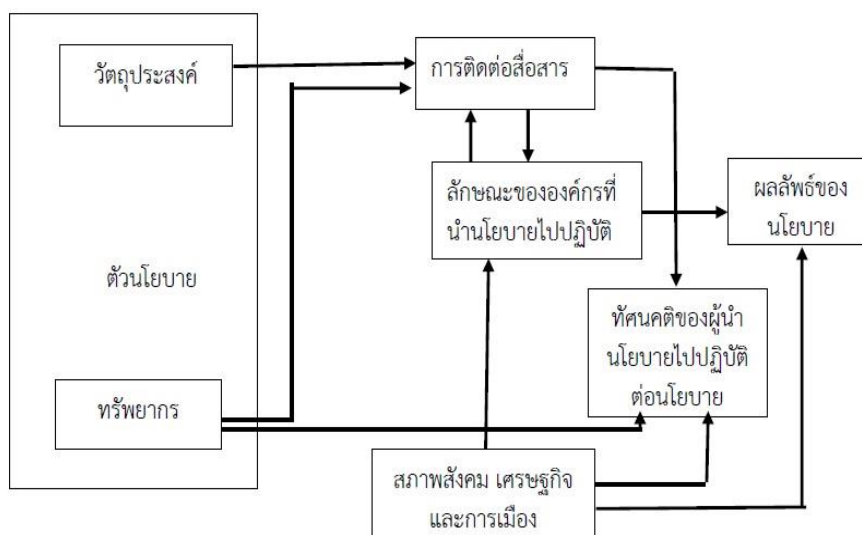 วัตถุประสงค์
การติดต่อสื่อสาร
ลักษณะขององค์กรที่
นำนโยบายไปปฏิบัติ
ผลลัพธ์ของ
นโยบาย
ตัวนโยบาย
ทัศนคติของผู้นำ
นโยบายไปปฏิบัติ
ต่อนโยบาย
ทรัพยากร
สภาพสังคม เศรษฐกิจ
และการเมือง